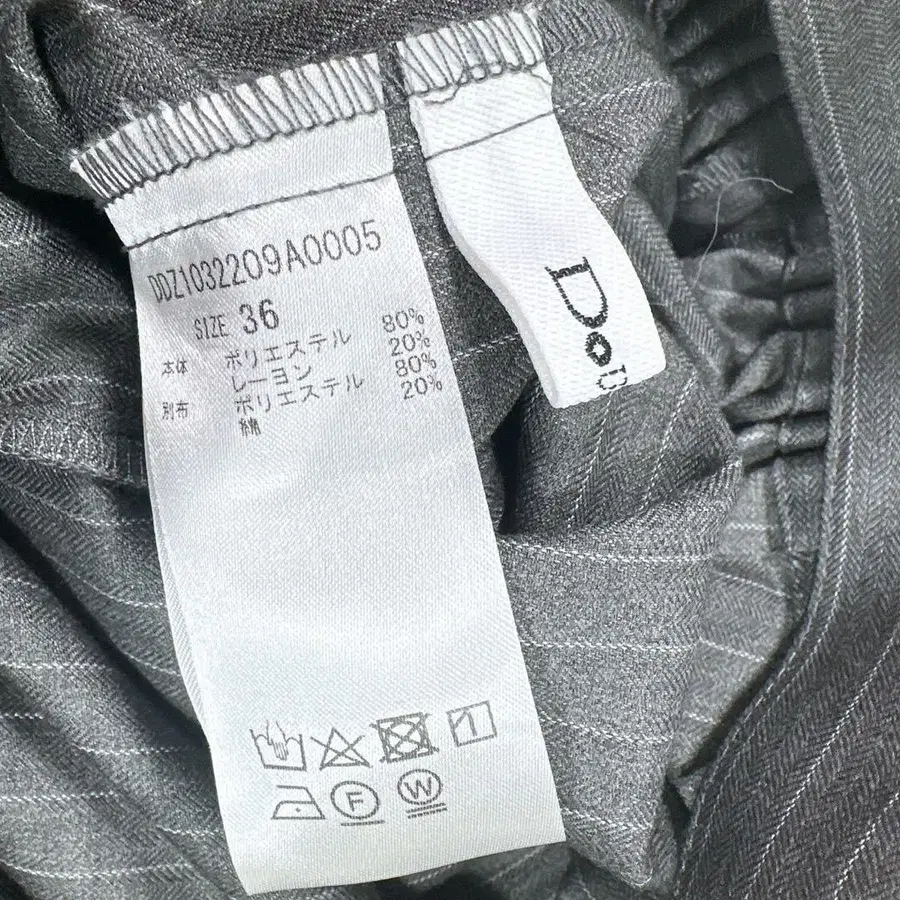 DDZ1032209A0005
SIZE 36
本体 ポリエステル 80%
レーヨン 20%
別布 ポリエステル 80%
綿 20%
F W
Do